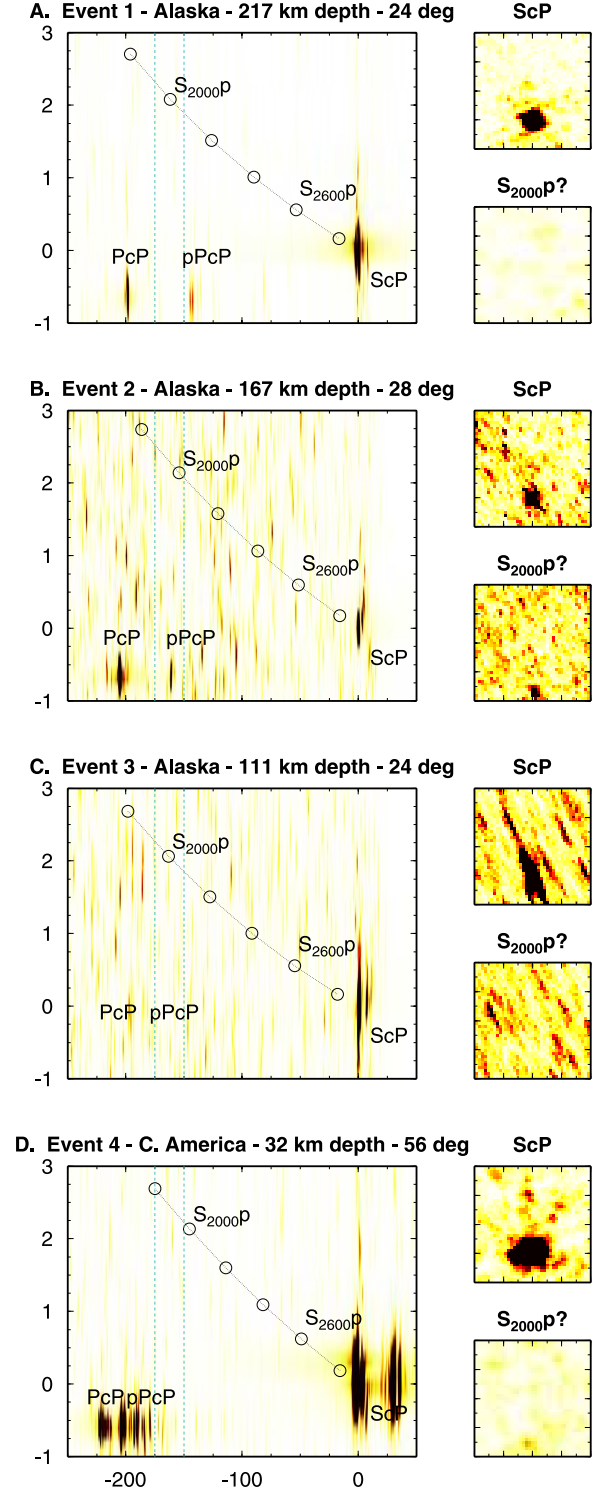 A. Event 1 - Alaska - 217 km depth - 24 deg
ScP
3
S2000p
2
S2000p?
1
S2600p
0
PcP
pPcP
ScP
-1
B. Event 2 - Alaska - 167 km depth - 28 deg
ScP
3
S2000p
2
S2000p?
1
S2600p
0
PcP
pPcP
ScP
-1
C. Event 3 - Alaska - 111 km depth - 24 deg
ScP
3
S2000p
2
S2000p?
1
S2600p
0
PcP
pPcP
ScP
-1
D. Event 4 - C. America - 32 km depth - 56 deg
ScP
3
S2000p
2
S2000p?
1
S2600p
0
PcP
pPcP
ScP
-1
-200
-100
0